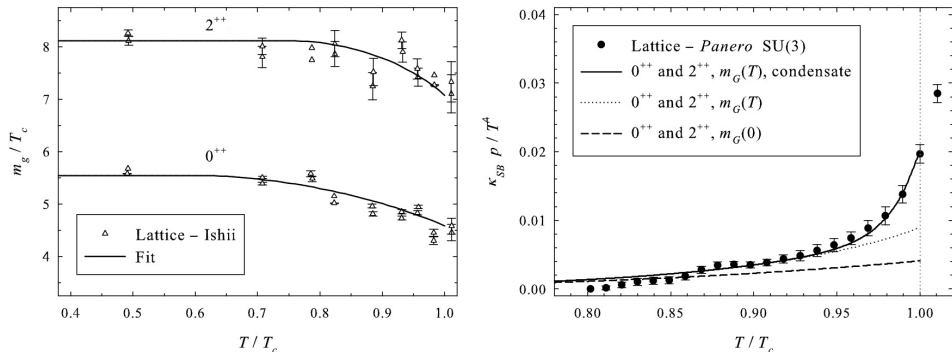 2⁺⁺
0⁺⁺
Lattice – Ishii
Fit
m_g / T_c
9
8
7
6
5
4
0.4 0.5 0.6 0.7 0.8 0.9 1.0
T / T_c
Lattice – Panero SU(3)
0⁺⁺ and 2⁺⁺, m_G(T), condensate
0⁺⁺ and 2⁺⁺, m_G(T)
0⁺⁺ and 2⁺⁺, m_G(0)
κ_SB p / T⁴
0.04
0.03
0.02
0.01
0.00
0.80 0.85 0.90 0.95 1.00
T / T_c